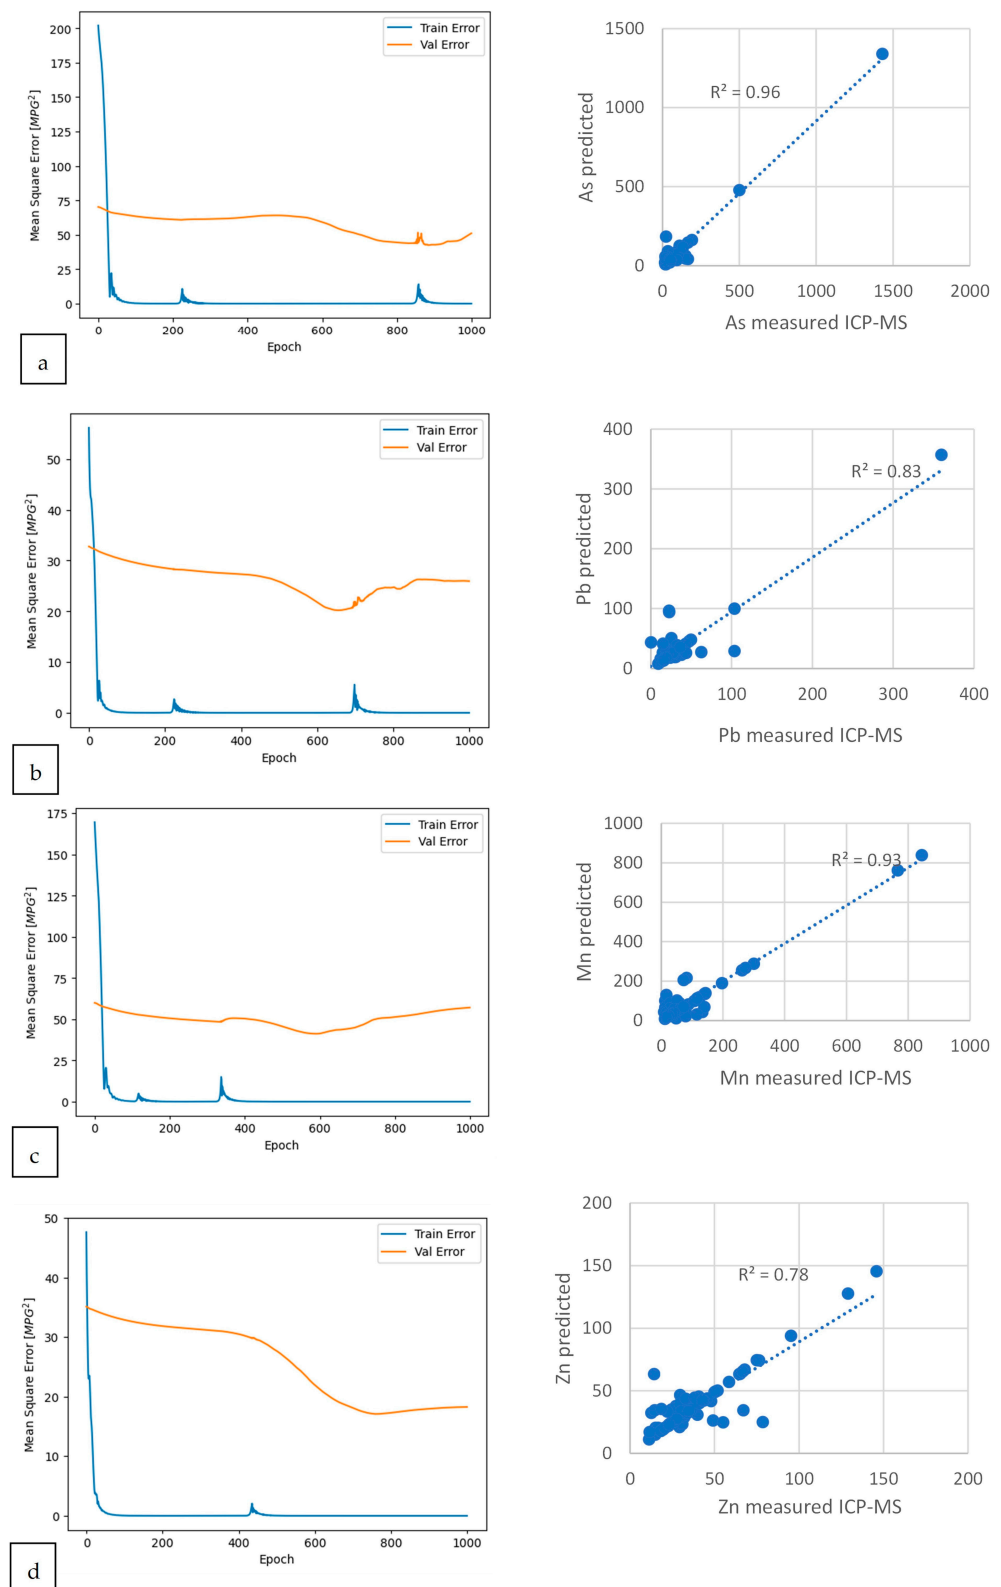 200
175
150
125
100
75
50
25
0
Mean Square Error [MPG²]
Train Error
Val Error
0 200 400 600 800 1000
Epoch
a
1500
1000
500
0
As predicted
R² = 0.96
0 500 1000 1500 2000
As measured ICP-MS
50
40
30
20
10
0
Mean Square Error [MPG²]
Train Error
Val Error
0 200 400 600 800 1000
Epoch
b
400
300
200
100
0
Pb predicted
R² = 0.83
0 100 200 300 400
Pb measured ICP-MS
175
150
125
100
75
50
25
0
Mean Square Error [MPG²]
Train Error
Val Error
0 200 400 600 800 1000
Epoch
c
1000
800
600
400
200
0
Mn predicted
R² = 0.93
0 200 400 600 800 1000
Mn measured ICP-MS
50
40
30
20
10
0
Mean Square Error [MPG²]
Train Error
Val Error
0 200 400 600 800 1000
Epoch
d
200
150
100
50
0
Zn predicted
R² = 0.78
0 50 100 150 200
Zn measured ICP-MS